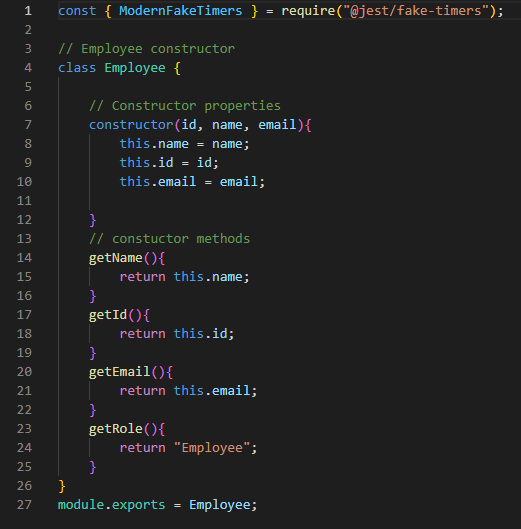 1 const { ModernFakeTimers } = require("@jest/fake-timers");
2
3 // Employee constructor
4 class Employee {
5
6 // Constructor properties
7 constructor(id, name, email){
8 this.name = name;
9 this.id = id;
10 this.email = email;
11
12 }
13 // constuctor methods
14 getName(){
15 return this.name;
16 }
17 getId(){
18 return this.id;
19 }
20 getEmail(){
21 return this.email;
22 }
23 getRole(){
24 return "Employee";
25 }
26 }
27 module.exports = Employee;